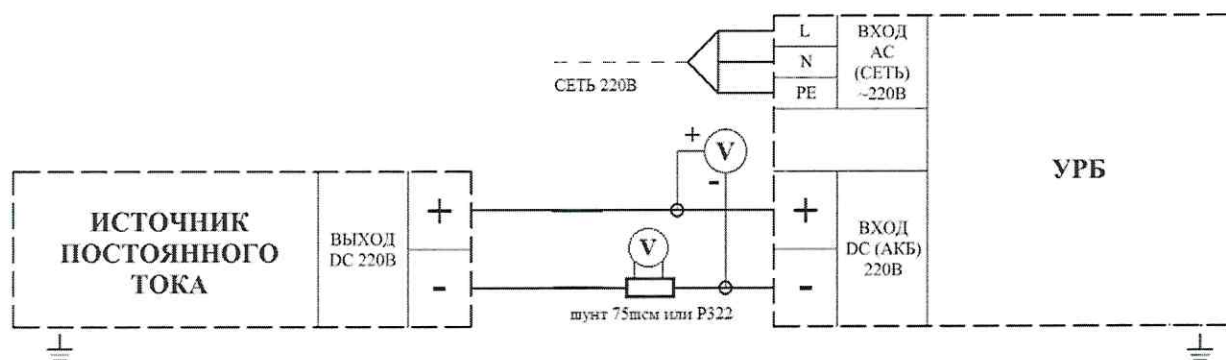 СЕТЬ 220В
L
N
PE
ВХОД
АС
(СЕТЬ)
~220В
УРБ
+
V
-
ИСТОЧНИК
ПОСТОЯННОГО
ТОКА
ВЫХОД
DC 220В
+
-
V
шунт 75шсм или Р322
+
-
ВХОД
DC (АКБ)
220В